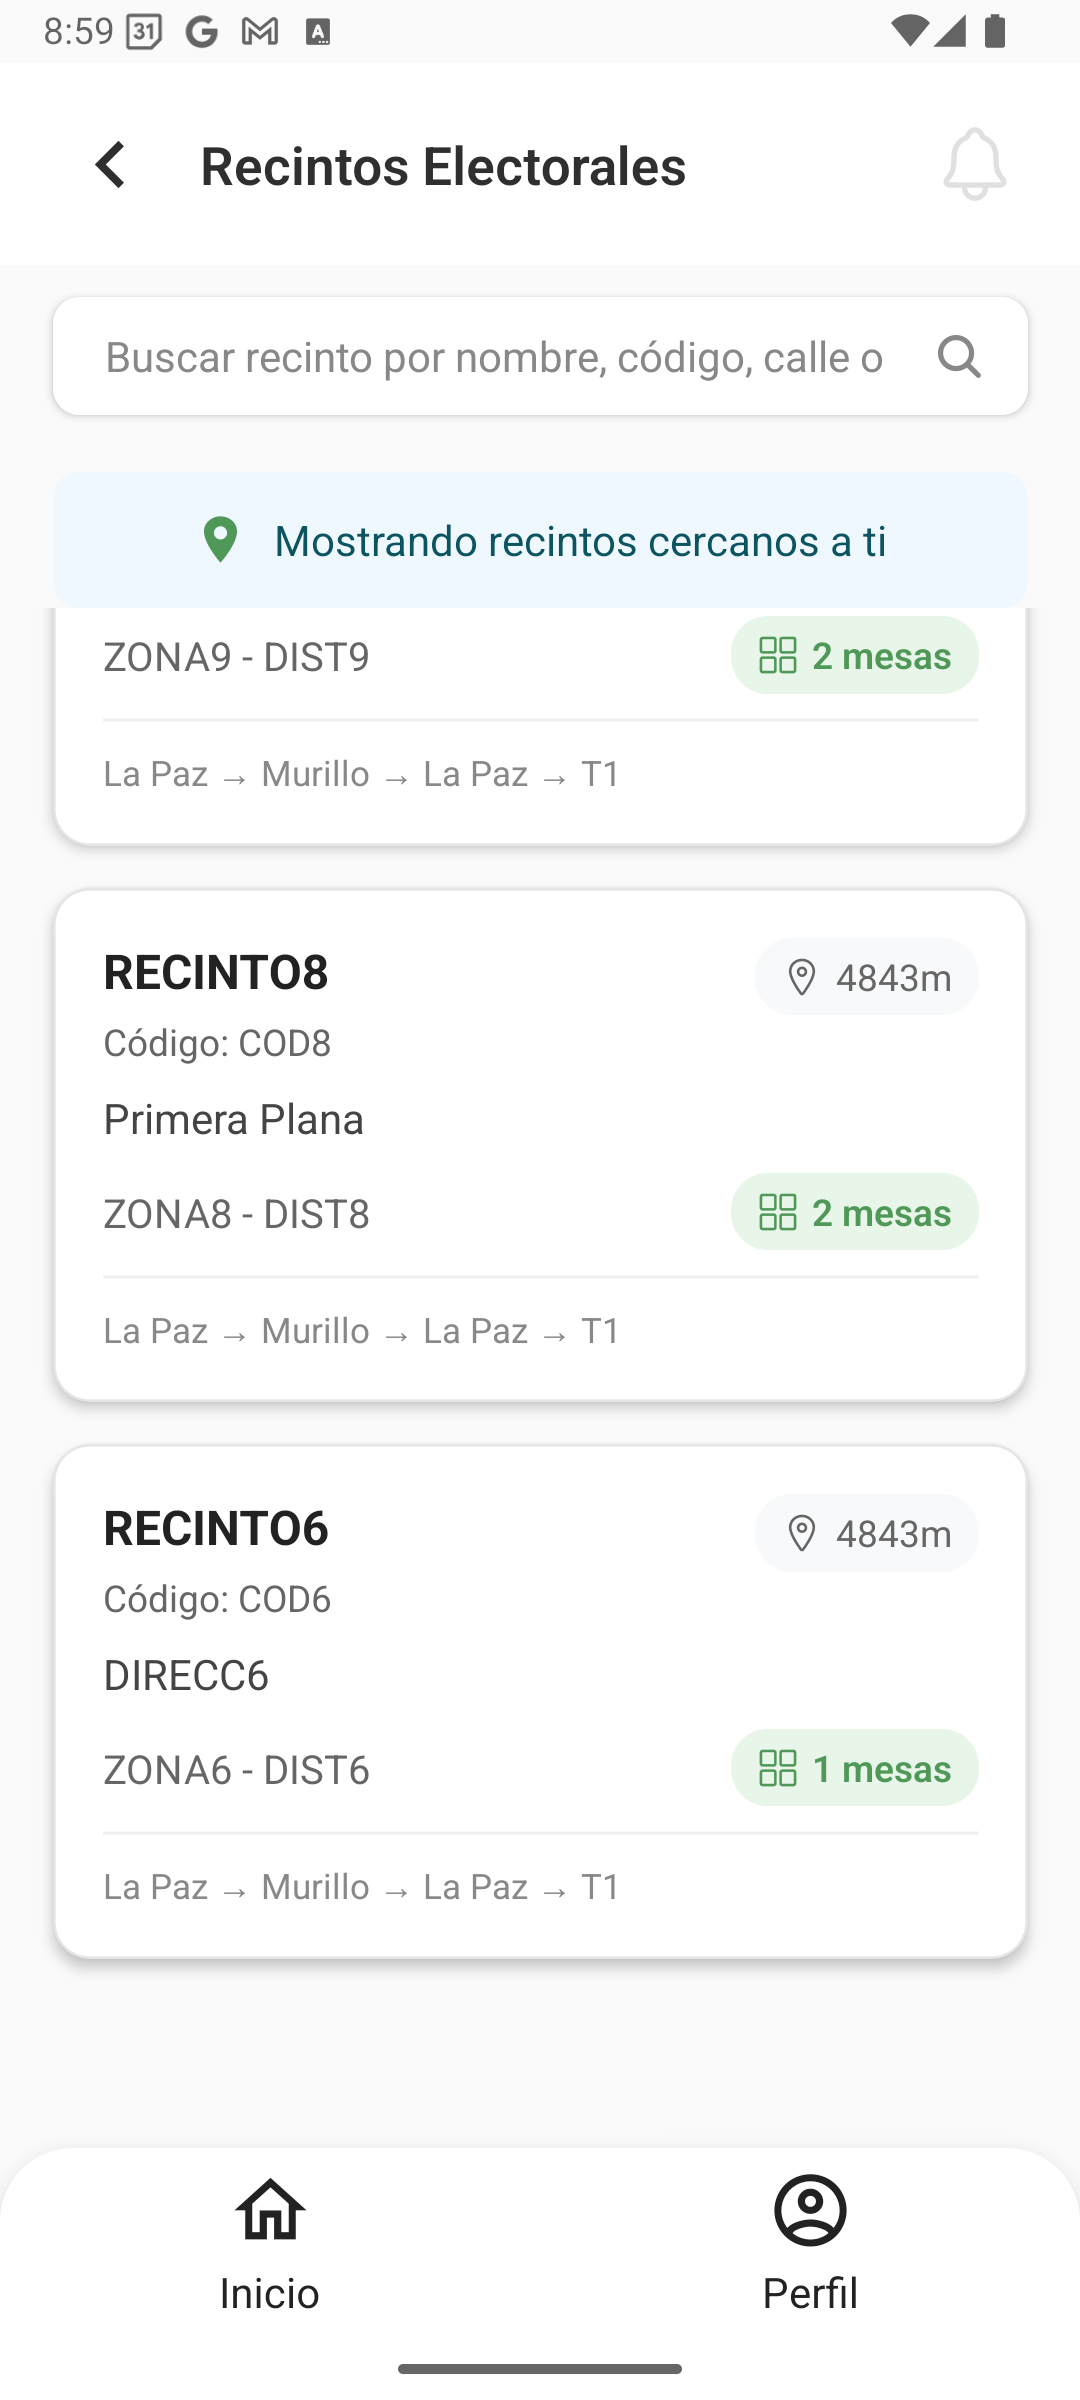 8:59 31
Recintos Electorales
Buscar recinto por nombre, código, calle o
Mostrando recintos cercanos a ti
ZONA9 - DIST9 2 mesas
La Paz → Murillo → La Paz → T1
RECINTO8 4843m
Código: COD8
Primera Plana
ZONA8 - DIST8 2 mesas
La Paz → Murillo → La Paz → T1
RECINTO6 4843m
Código: COD6
DIRECC6
ZONA6 - DIST6 1 mesas
La Paz → Murillo → La Paz → T1
Inicio Perfil